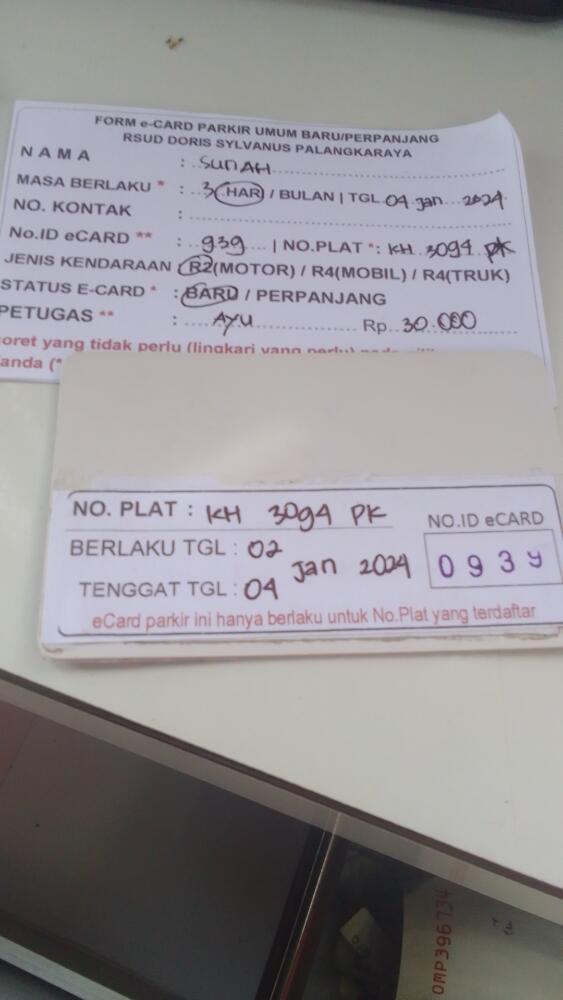 FORM e-CARD PARKIR UMUM BARU/PERPANJANG
RSUD DORIS SYLVANUS PALANGKARAYA
NAMA : SuriAH
MASA BERLAKU * : 3 HARI / BULAN | TGL 04 Jan 2024
NO. KONTAK :
No.ID eCARD ** : 939 | NO.PLAT *: KH 3094 PK
JENIS KENDARAAN R2(MOTOR) / R4(MOBIL) / R4(TRUK)
STATUS E-CARD * : BARU / PERPANJANG
PETUGAS ** : AYU Rp 30.000
coret yang tidak perlu (lingkari yang perlu)
anda (*
NO. PLAT : KH 3094 PK
NO.ID eCARD
BERLAKU TGL : 02
Jan 2024
0939
TENGGAT TGL : 04
eCard parkir ini hanya berlaku untuk No.Plat yang terdaftar
OMP396734